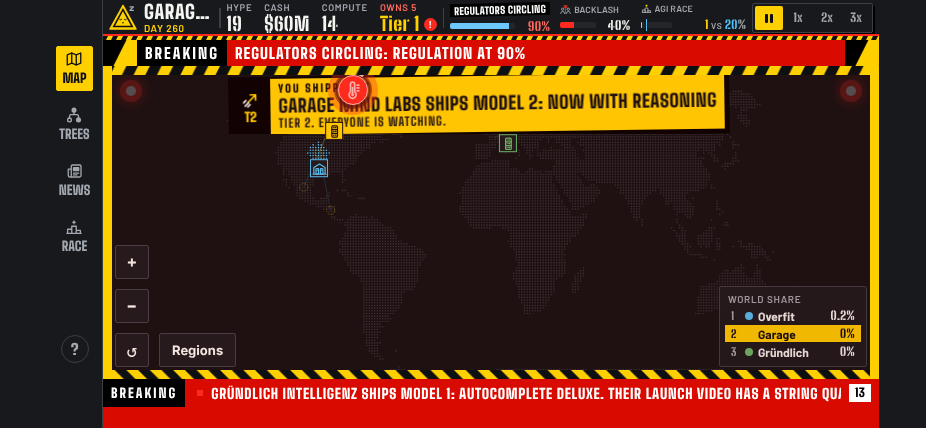 GARAG...
DAY 260
HYPE
19
CASH
$60M
COMPUTE
14
OWNS 5
Tier 1
REGULATORS CIRCLING
90%
BACKLASH
40%
AGI RACE
1 vs 20%
1x
2x
3x
BREAKING
REGULATORS CIRCLING: REGULATION AT 90%
MAP
TREES
NEWS
RACE
?
T2
YOU SHIPP
GARAGE MIND LABS SHIPS MODEL 2: NOW WITH REASONING
TIER 2. EVERYONE IS WATCHING.
+
−
↺
Regions
WORLD SHARE
1 Overfit 0.2%
2 Garage 0%
3 Gründlich 0%
BREAKING
GRÜNDLICH INTELLIGENZ SHIPS MODEL 1: AUTOCOMPLETE DELUXE. THEIR LAUNCH VIDEO HAS A STRING QUA
13